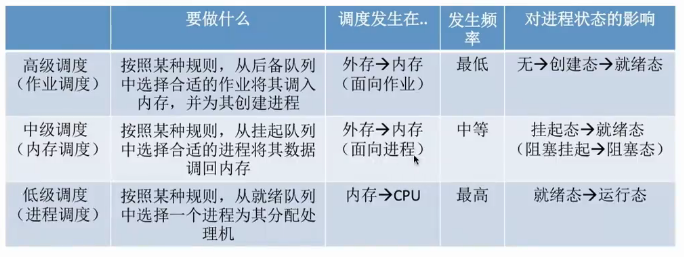 要做什么
调度发生在..
发生频
率
对进程状态的影响
高级调度
（作业调度）
按照某种规则，从后备队列
中选择合适的作业将其调入
内存，并为其创建进程
外存→内存
（面向作业）
最低
无→创建态→就绪态
中级调度
（内存调度）
按照某种规则，从挂起队列
中选择合适的进程将其数据
调回内存
外存→内存
（面向进程）
中等
挂起态→就绪态
（阻塞挂起→阻塞态）
低级调度
（进程调度）
按照某种规则，从就绪队列
中选择一个进程为其分配处
理机
内存→CPU
最高
就绪态→运行态